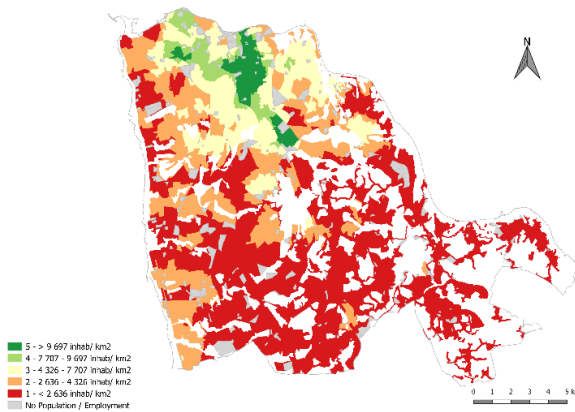 N
5 - > 9 697 inhab/ km2
4 - 7 707 - 9 697 inhab/ km2
3 - 4 326 - 7 707 inhab/ km2
2 - 2 636 - 4 326 inhab/ km2
1 - < 2 636 inhab/ km2
No Population / Employment
0 1 2 3 4 5 k